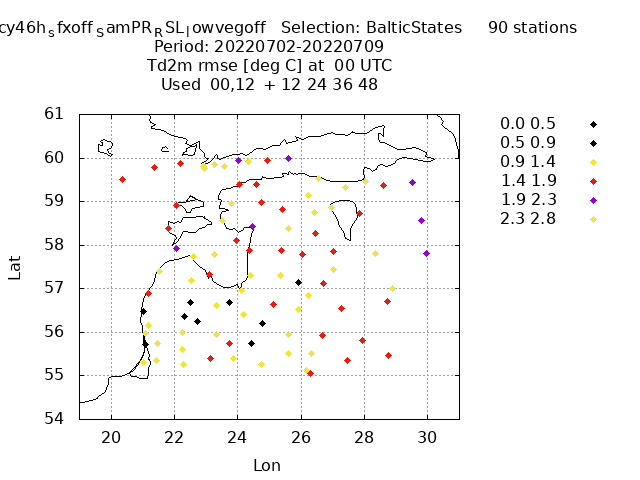 cy46hsfxoffsamPRRSLlowvegoff Selection: BalticStates 90 stations
Period: 20220702-20220709
Td2m rmse [deg C] at 00 UTC
Used 00,12 + 12 24 36 48
61
60
59
58
57
56
55
54
Lat
20 22 24 26 28 30
Lon
0.0 0.5
0.5 0.9
0.9 1.4
1.4 1.9
1.9 2.3
2.3 2.8